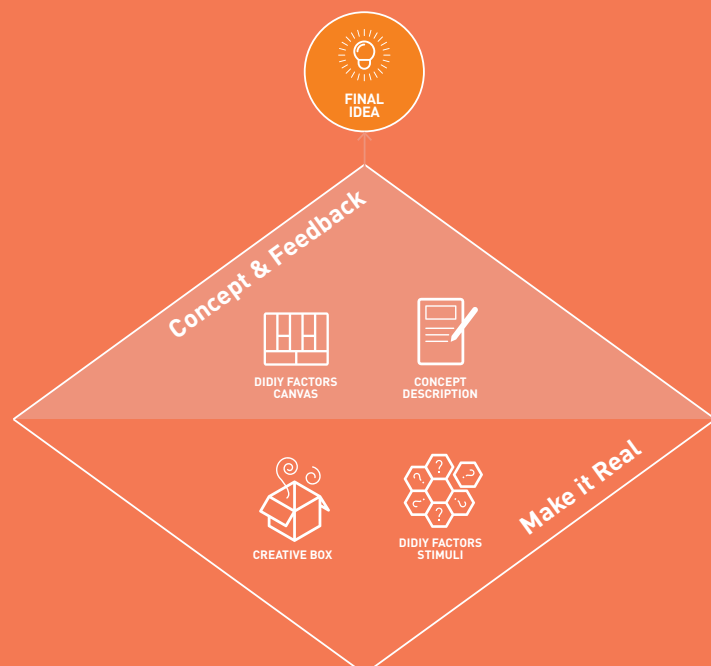 FINAL
IDEA
Concept & Feedback
DIDIY FACTORS
CANVAS
CONCEPT
DESCRIPTION
? ? ? ? ? ?
Make it Real
CREATIVE BOX
DIDIY FACTORS
STIMULI